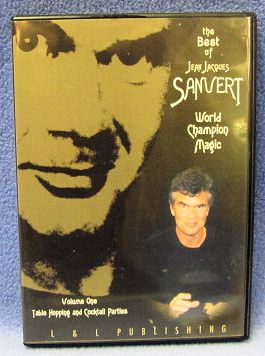 the
Best
of
Jean Jacques
SANVERT
World
Champion
Magic
Volume One
Table Hopping and Cocktail Parties
L & L PUBLISHING